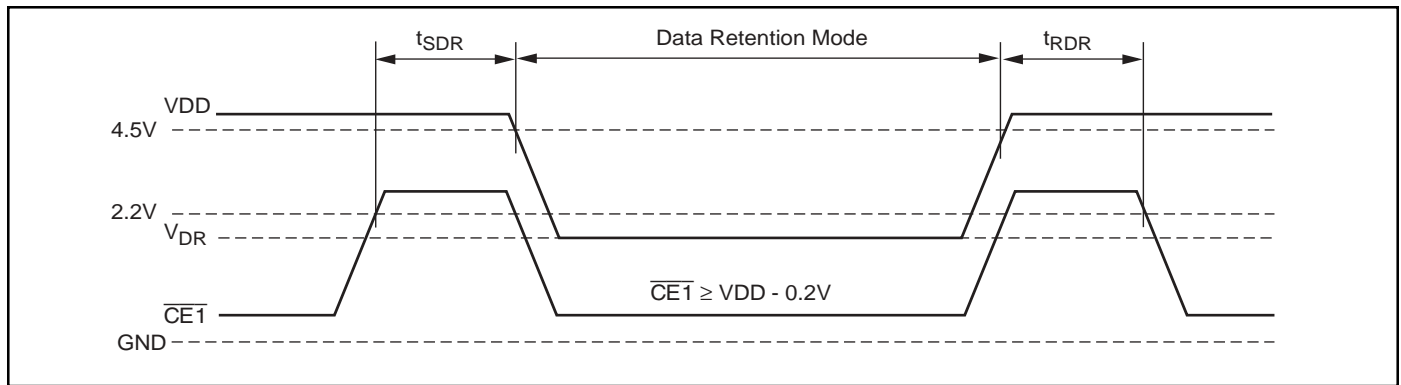 tSDR
Data Retention Mode
tRDR
VDD
4.5V
2.2V
VDR
CE1 ≥ VDD - 0.2V
CE1
GND